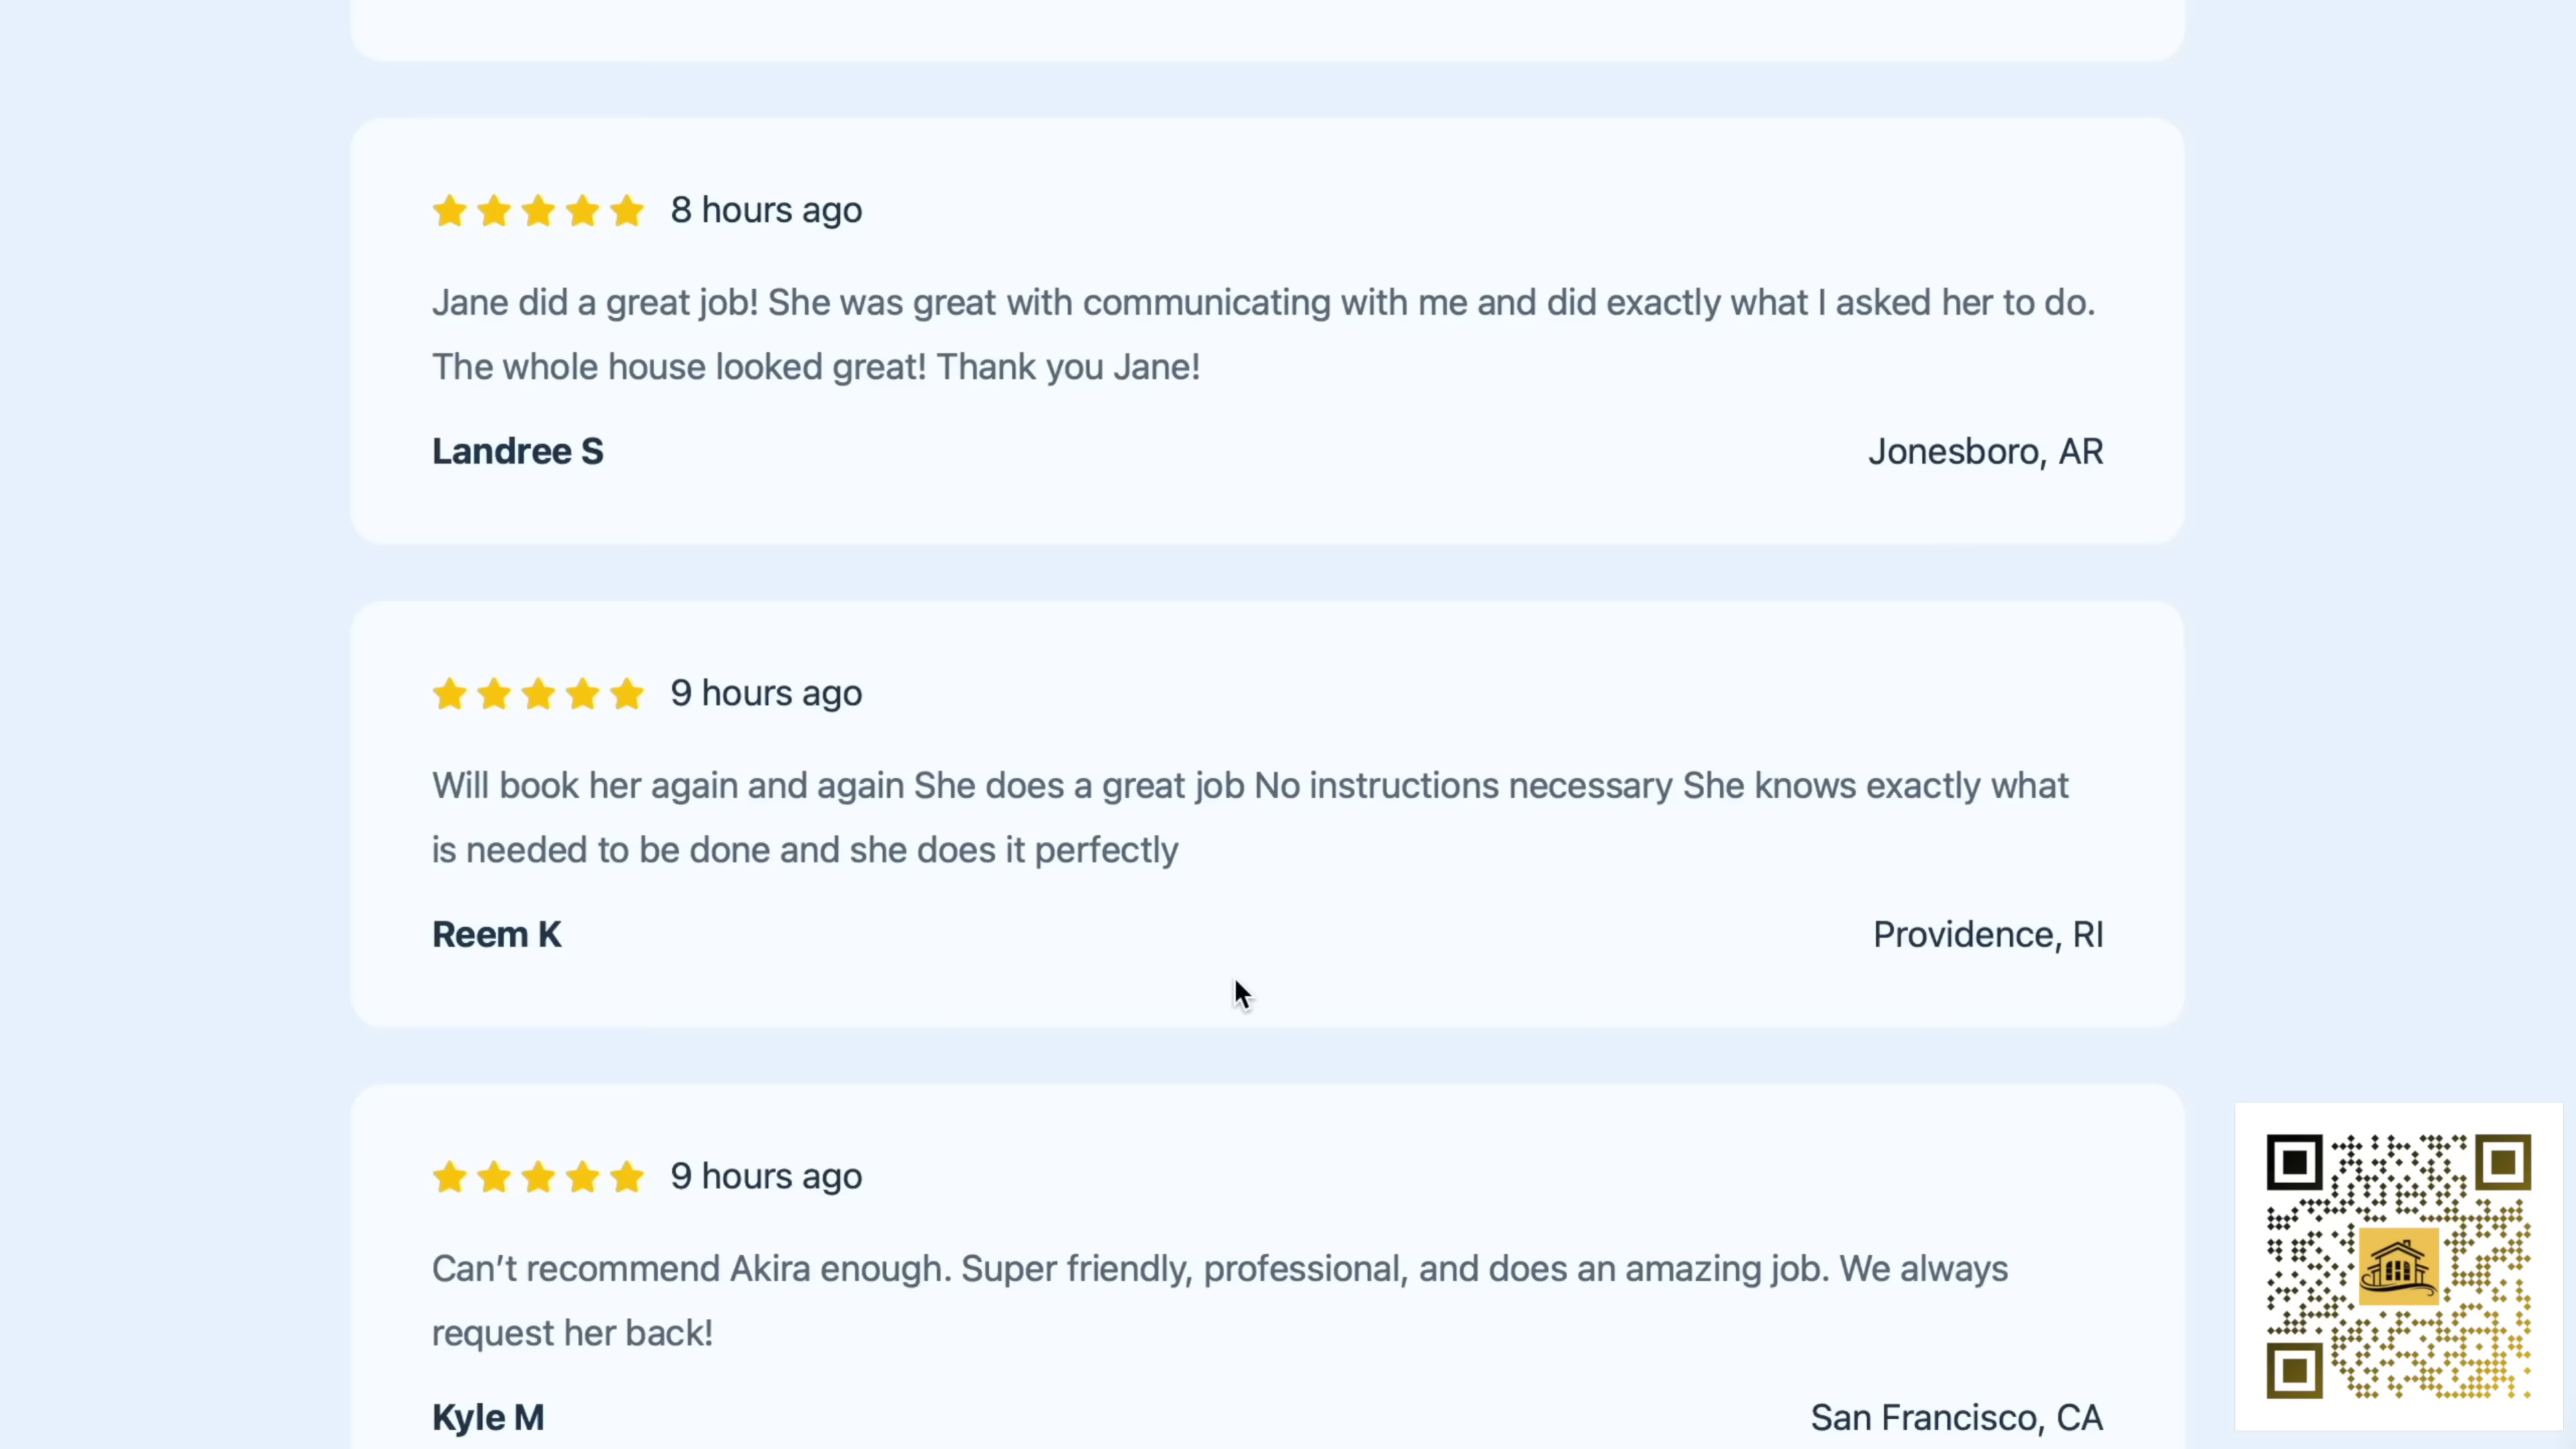 8 hours ago
Jane did a great job! She was great with communicating with me and did exactly what I asked her to do.
The whole house looked great! Thank you Jane!
Landree S
Jonesboro, AR
9 hours ago
Will book her again and again She does a great job No instructions necessary She knows exactly what
is needed to be done and she does it perfectly
Reem K
Providence, RI
9 hours ago
Can’t recommend Akira enough. Super friendly, professional, and does an amazing job. We always
request her back!
Kyle M
San Francisco, CA